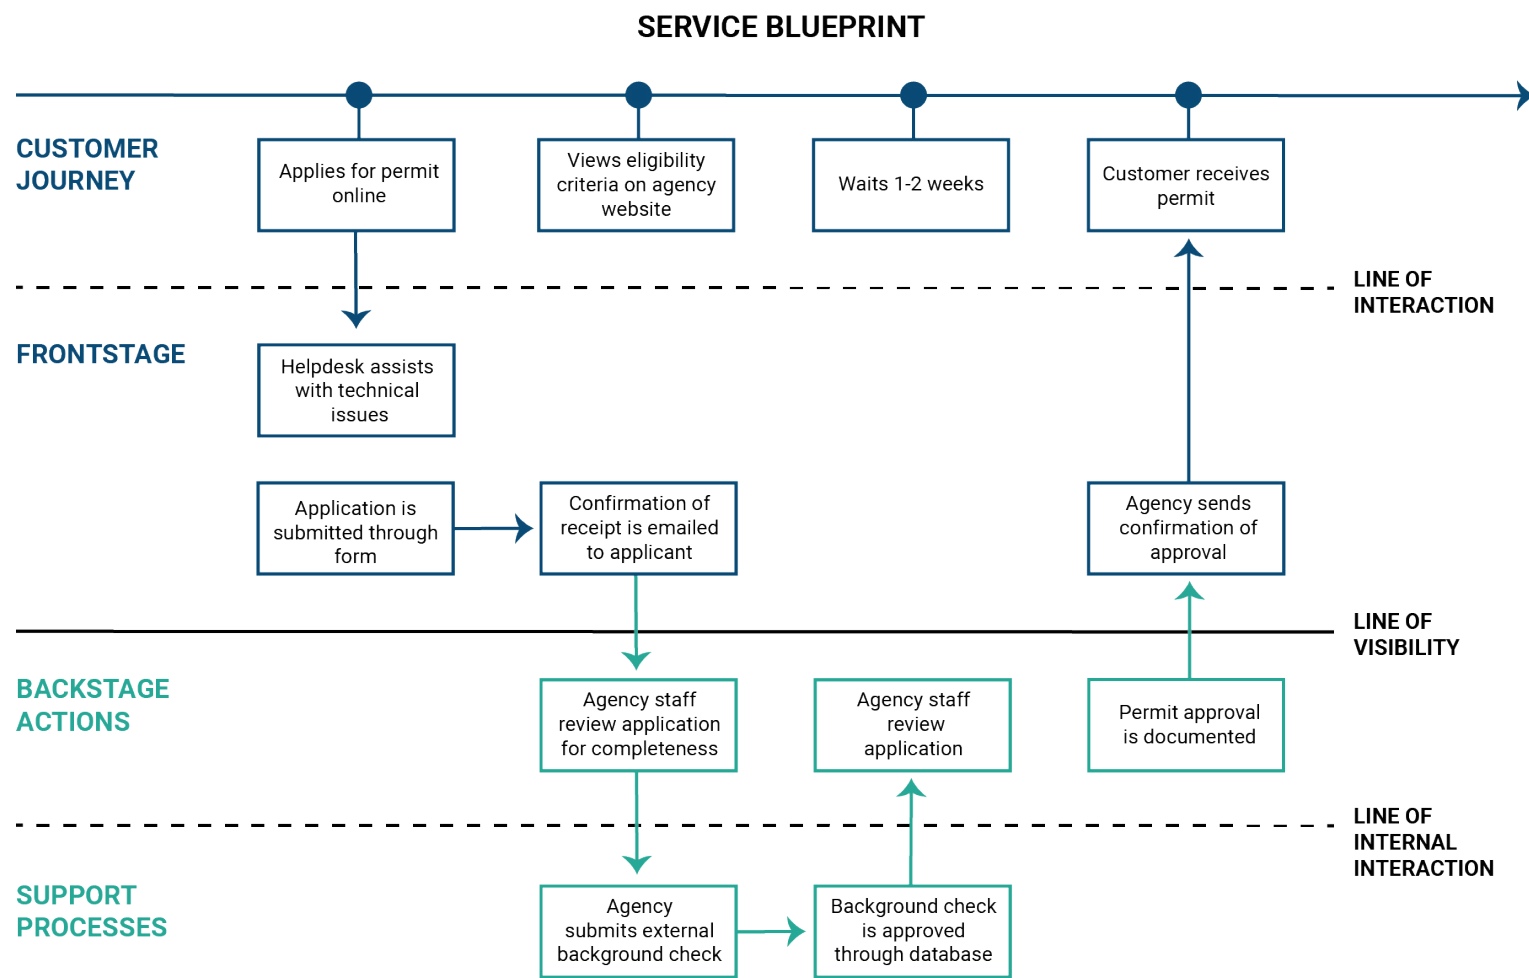 SERVICE BLUEPRINT
CUSTOMER
JOURNEY
Applies for permit
online
Views eligibility
criteria on agency
website
Waits 1-2 weeks
Customer receives
permit
LINE OF
INTERACTION
FRONTSTAGE
Helpdesk assists
with technical
issues
Application is
submitted through
form
Confirmation of
receipt is emailed
to applicant
Agency sends
confirmation of
approval
LINE OF
VISIBILITY
BACKSTAGE
ACTIONS
Agency staff
review application
for completeness
Agency staff
review
application
Permit approval
is documented
LINE OF
INTERNAL
INTERACTION
SUPPORT
PROCESSES
Agency
submits external
background check
Background check
is approved
through database